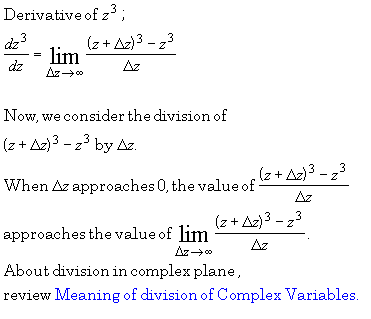 Derivative of z³ ;
dz³/dz = lim Δz→∞ (z + Δz)³ − z³ / Δz
Now, we consider the division of
(z + Δz)³ − z³ by Δz.
When Δz approaches 0, the value of (z + Δz)³ − z³ / Δz
approaches the value of lim Δz→∞ (z + Δz)³ − z³ / Δz .
About division in complex plane ,
review Meaning of division of Complex Variables.